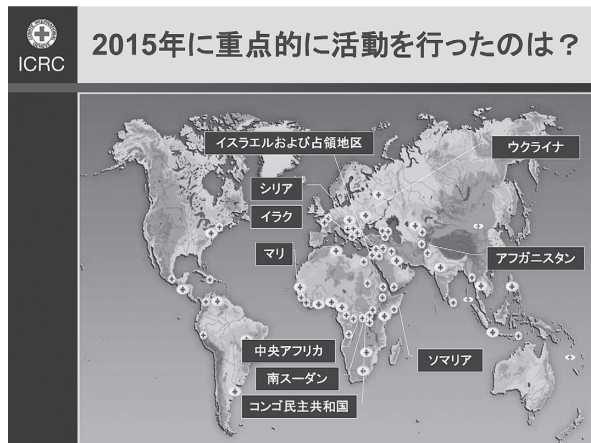 2015年に重点的に活動を行ったのは？
ICRC
イスラエルおよび占領地区
ウクライナ
シリア
イラク
マリ
アフガニスタン
中央アフリカ
ソマリア
南スーダン
コンゴ民主共和国